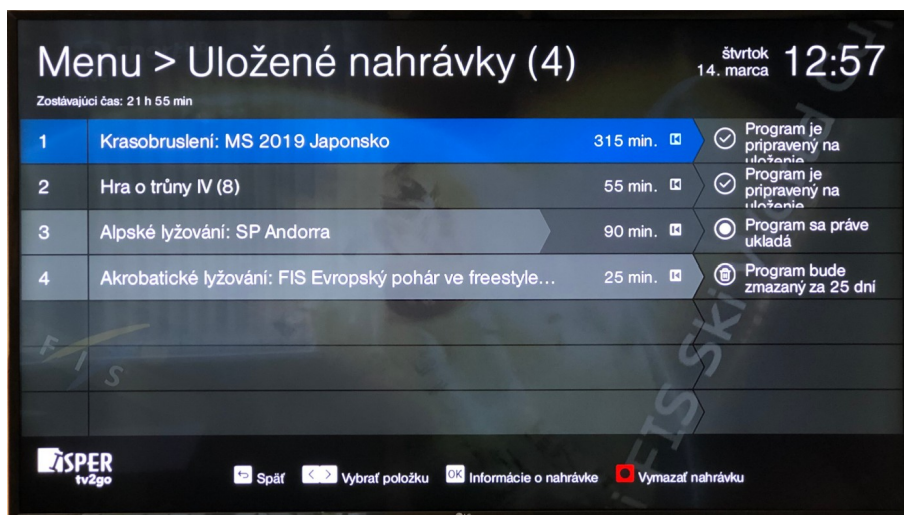 Menu > Uložené nahrávky (4)
štvrtok
14. marca
12:57
Zostávajúci čas: 21 h 55 min
1 Krasobruslení: MS 2019 Japonsko 315 min.
Program je
pripravený na
uloženie
2 Hra o trůny IV (8) 55 min.
Program je
pripravený na
uloženie
3 Alpské lyžování: SP Andorra 90 min.
Program sa práve
ukladá
4 Akrobatické lyžování: FIS Evropský pohár ve freestyle... 25 min.
Program bude
zmazaný za 25 dní
FIS
ISPER
tv2go
Späť
Vybrať položku
OK Informácie o nahrávke
Vymazať nahrávku